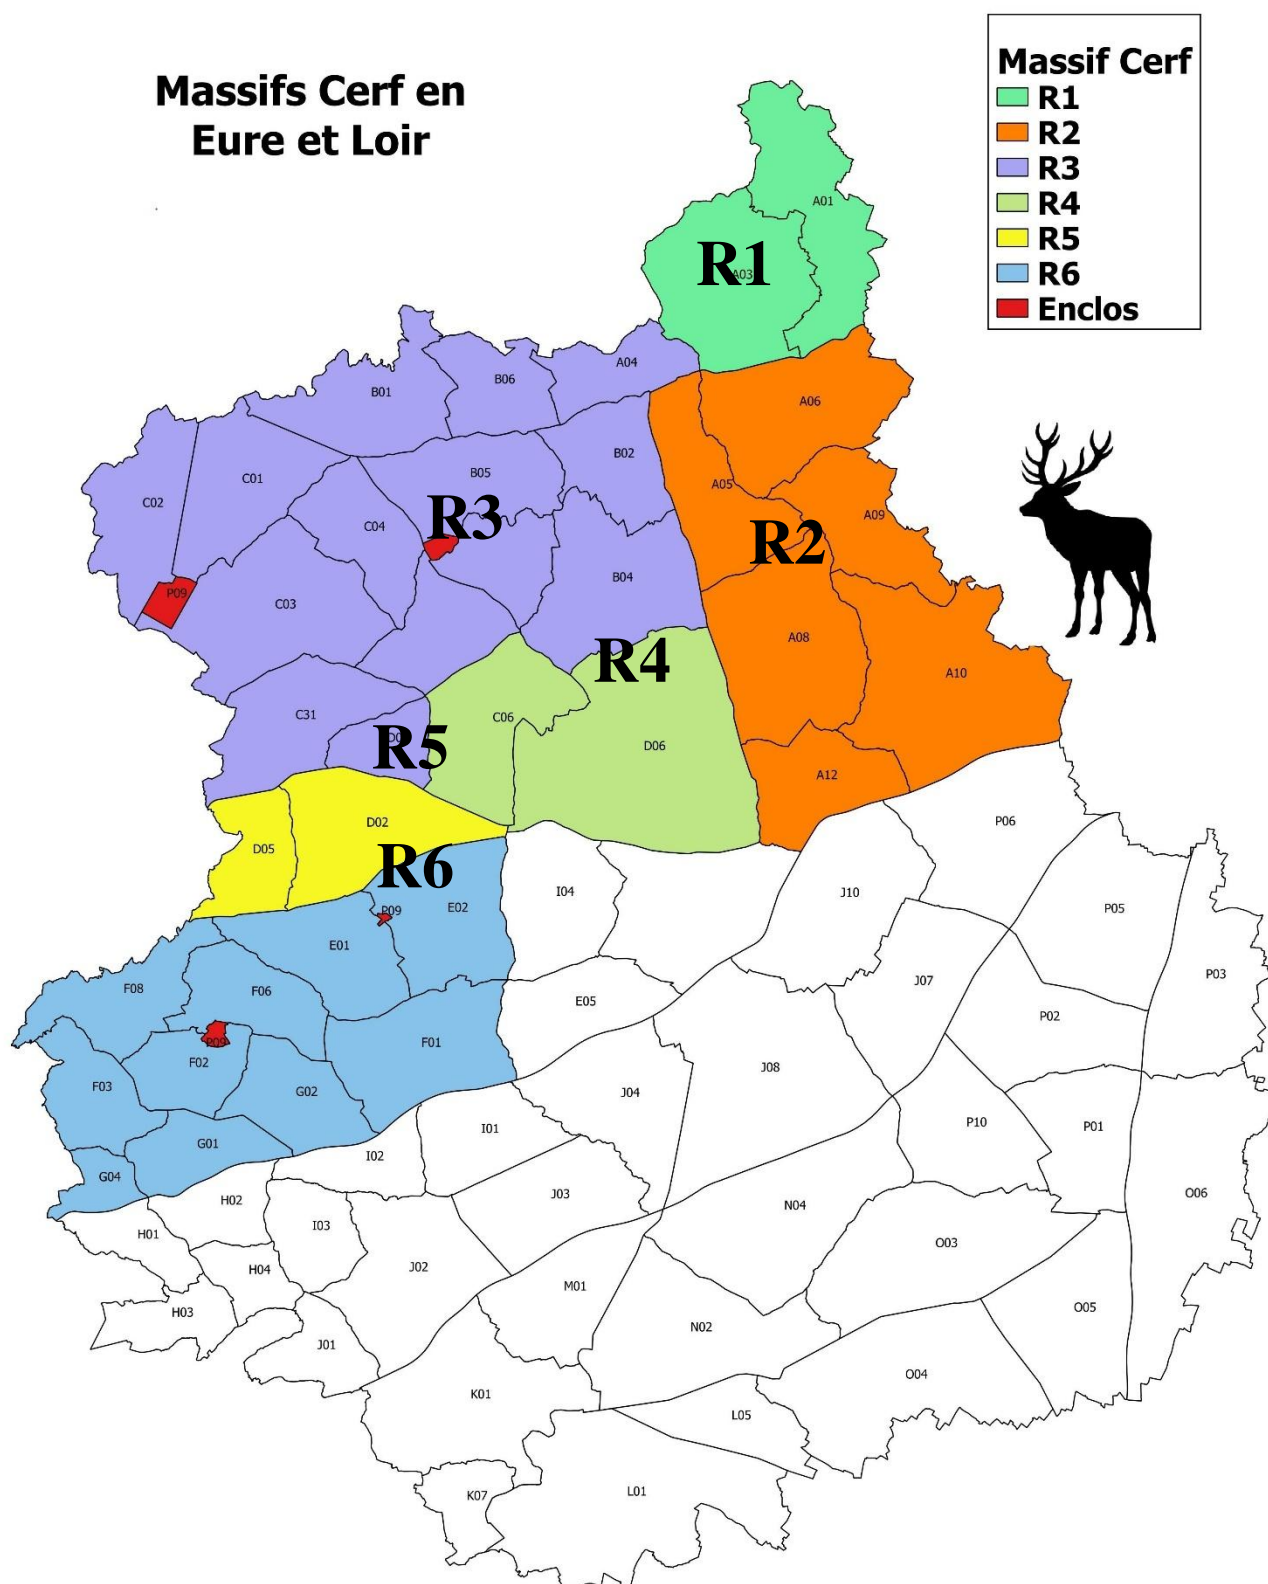 Massifs Cerf en
Eure et Loir
Massif Cerf
R1
R2
R3
R4
R5
R6
Enclos
A01
R1
A03
A04
B06
B01
A06
B02
B05
C01
A05
C02
A09
R3
C04
R2
B04
P09
C03
A08
R4
A10
C31
C06
R5
D06
A12
D02
P06
D05
R6
I04
J10
P09
E02
P05
E01
P03
J07
F08
F06
E05
P02
P09
F01
F02
J08
F03
G02
J04
P10
P01
I01
G01
I02
G04
J03
O06
H02
N04
I03
H01
O03
J02
H04
M01
O05
H03
N02
J01
O04
K01
L05
L01
K07